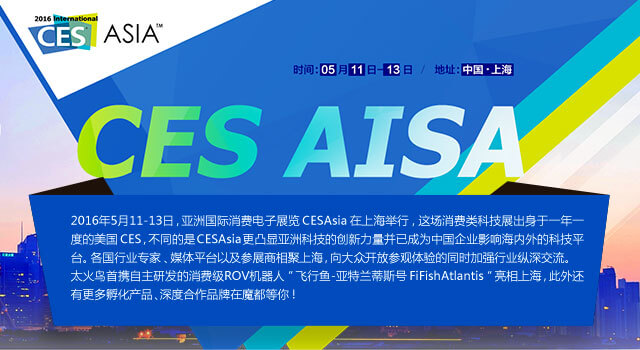 2016 International
CES ASIA™
时间:05月11日-13日 / 地址:中国·上海
CES AISA
2016年5月11-13日,亚洲国际消费电子展览 CESAsia 在上海举行,这场消费类科技展出身于一年一
度的美国 CES,不同的是CESAsia更凸显亚洲科技的创新力量并已成为中国企业影响海内外的科技平
台。各国行业专家、媒体平台以及参展商相聚上海,向大众开放参观体验的同时加强行业纵深交流。
太火鸟首携自主研发的消费级ROV机器人“飞行鱼-亚特兰蒂斯号 FiFishAtlantis“亮相上海,此外还
有更多孵化产品、深度合作品牌在魔都等你!